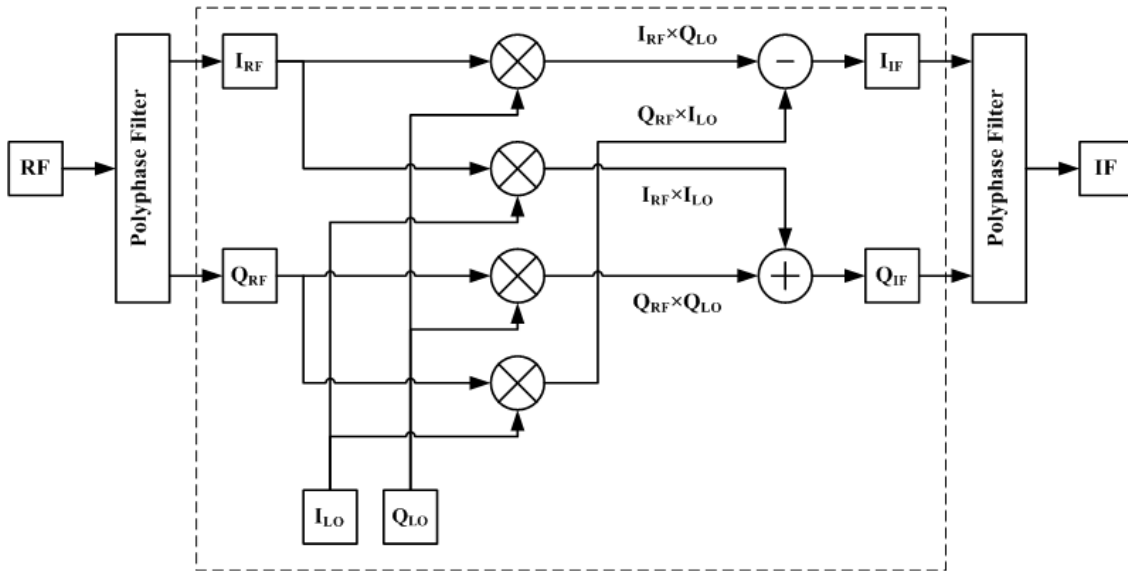 RF
Polyphase Filter
I_RF
Q_RF
I_LO
Q_LO
I_RF×Q_LO
Q_RF×I_LO
I_RF×I_LO
Q_RF×Q_LO
−
+
I_IF
Q_IF
Polyphase Filter
IF